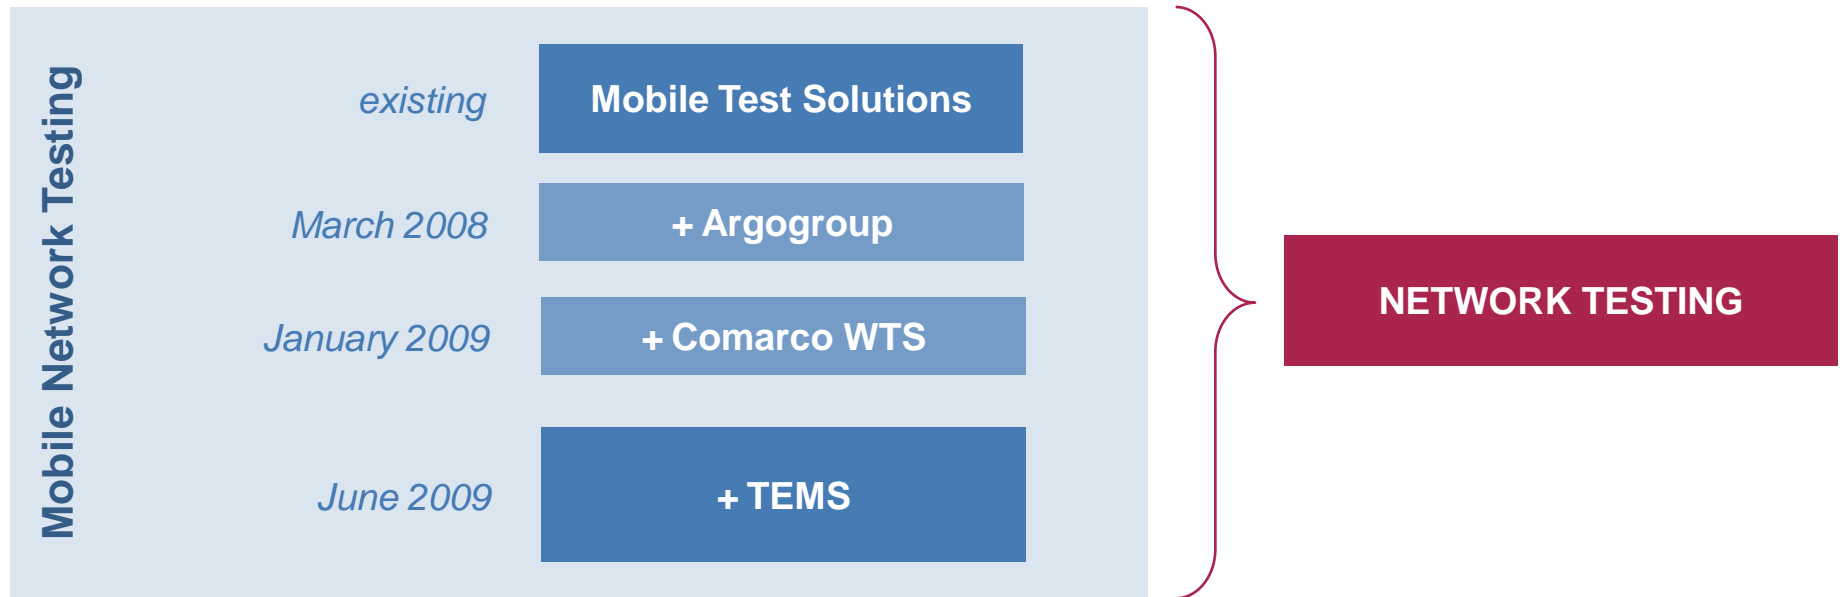 Mobile Network Testing
existing
Mobile Test Solutions
March 2008
+ Argogroup
January 2009
+ Comarco WTS
June 2009
+ TEMS
NETWORK TESTING